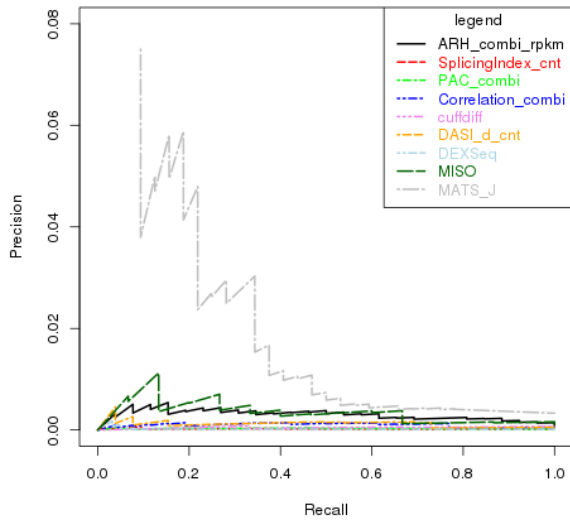 legend
ARH_combi_rpkm
SplicingIndex_cnt
PAC_combi
Correlation_combi
cuffdiff
DASI_d_cnt
DEXSeq
MISO
MATS_J
Precision
0.08
0.06
0.04
0.02
0.00
0.0 0.2 0.4 0.6 0.8 1.0
Recall